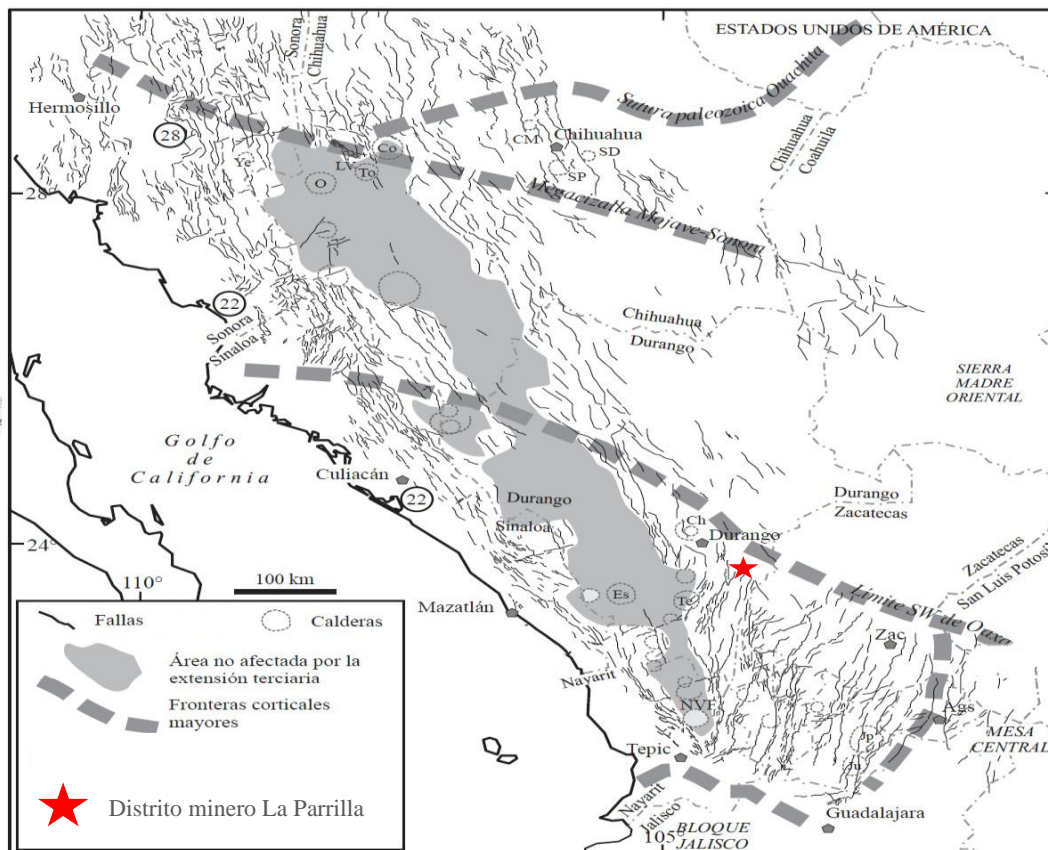 ESTADOS UNIDOS DE AMÉRICA
Sonora
Chihuahua
Hermosillo
28
Sutura paleozoica Ouachita
CM
Chihuahua
SD
SP
Chihuahua
Coahuila
Ye
LV
Co
To
O
28°
Megacizalla Mojave-Sonora
22
Sonora
Sinaloa
Chihuahua
Durango
SIERRA
MADRE
ORIENTAL
Golfo
de
California
Culiacán
22
Durango
Sinaloa
Durango
Zacatecas
Ch
Durango
24°
110°
100 km
Mazatlán
Es
Te
Zacatecas
San Luis Potosí
Límite SW de Oaxa
Zac
Nayarit
NVF
Ags
Jp
Ju
MESA
CENTRAL
Tepic
Nayarit
Jalisco
Guadalajara
BLOQUE
JALISCO
105°
Fallas
Calderas
Área no afectada por la
extensión terciaria
Fronteras corticales
mayores
Distrito minero La Parrilla